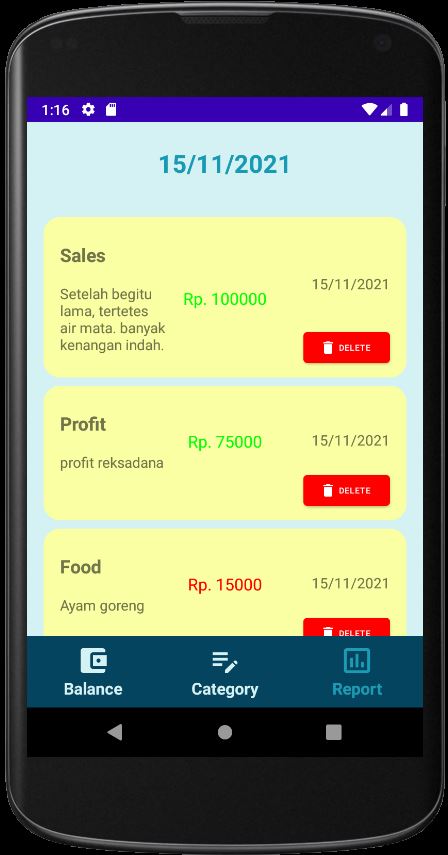 1:16
15/11/2021
Sales
Setelah begitu
lama, tertetes
air mata. banyak
kenangan indah.
Rp. 100000
15/11/2021
DELETE
Profit
profit reksadana
Rp. 75000
15/11/2021
DELETE
Food
Ayam goreng
Rp. 15000
15/11/2021
DELETE
Balance
Category
Report